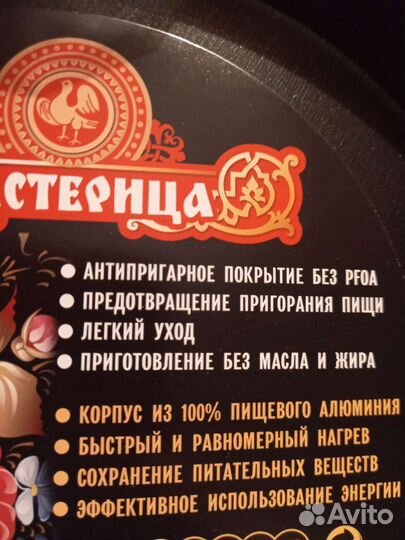 СТЕРИЦА
• АНТИПРИГАРНОЕ ПОКРЫТИЕ БЕЗ PFOA
• ПРЕДОТВРАЩЕНИЕ ПРИГОРАНИЯ ПИЩИ
• ЛЕГКИЙ УХОД
• ПРИГОТОВЛЕНИЕ БЕЗ МАСЛА И ЖИРА
• КОРПУС ИЗ 100% ПИЩЕВОГО АЛЮМИНИЯ
• БЫСТРЫЙ И РАВНОМЕРНЫЙ НАГРЕВ
• СОХРАНЕНИЕ ПИТАТЕЛЬНЫХ ВЕЩЕСТВ
• ЭФФЕКТИВНОЕ ИСПОЛЬЗОВАНИЕ ЭНЕРГИИ
Avito